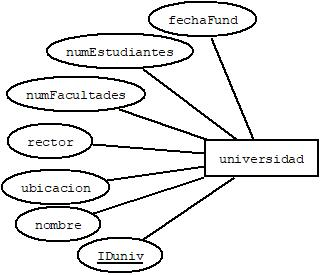 fechaFund
numEstudiantes
numFacultades
rector
universidad
ubicacion
nombre
IDuniv